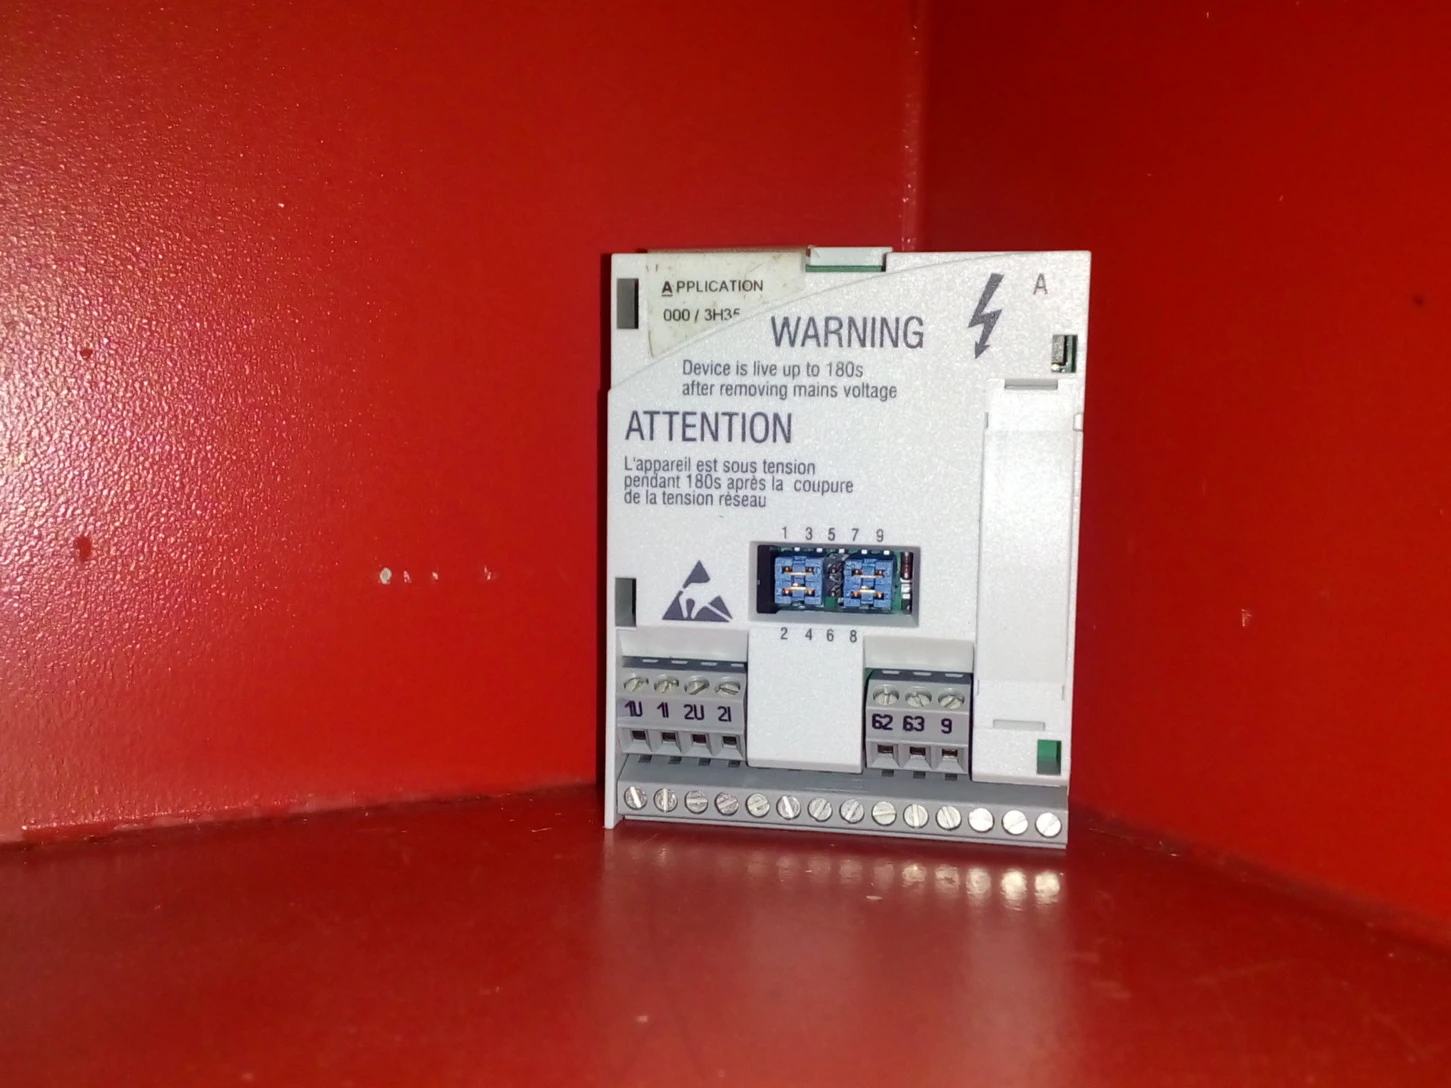 APPLICATION
000 / 3H35
A
WARNING
Device is live up to 180s
after removing mains voltage
ATTENTION
L'appareil est sous tension
pendant 180s après la coupure
de la tension réseau
1 3 5 7 9
2 4 6 8
1U 1I 2U 2I
62 63 9